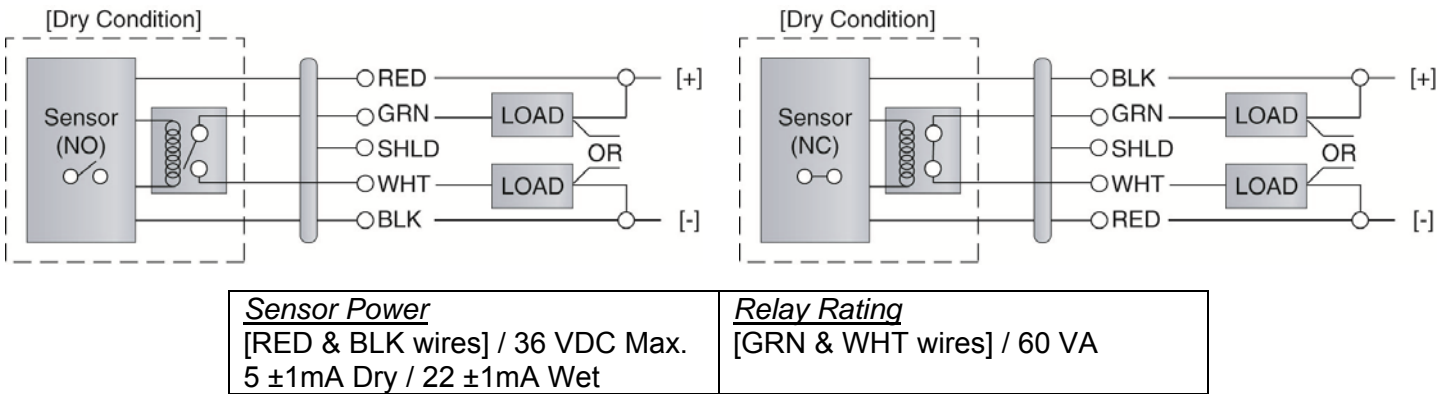 [Dry Condition]
Sensor
(NO)
RED
GRN
SHLD
WHT
BLK
LOAD
OR
LOAD
[+]
[-]
[Dry Condition]
Sensor
(NC)
BLK
GRN
SHLD
WHT
RED
LOAD
OR
LOAD
[+]
[-]
Sensor Power
[RED & BLK wires] / 36 VDC Max.
5 ±1mA Dry / 22 ±1mA Wet
Relay Rating
[GRN & WHT wires] / 60 VA